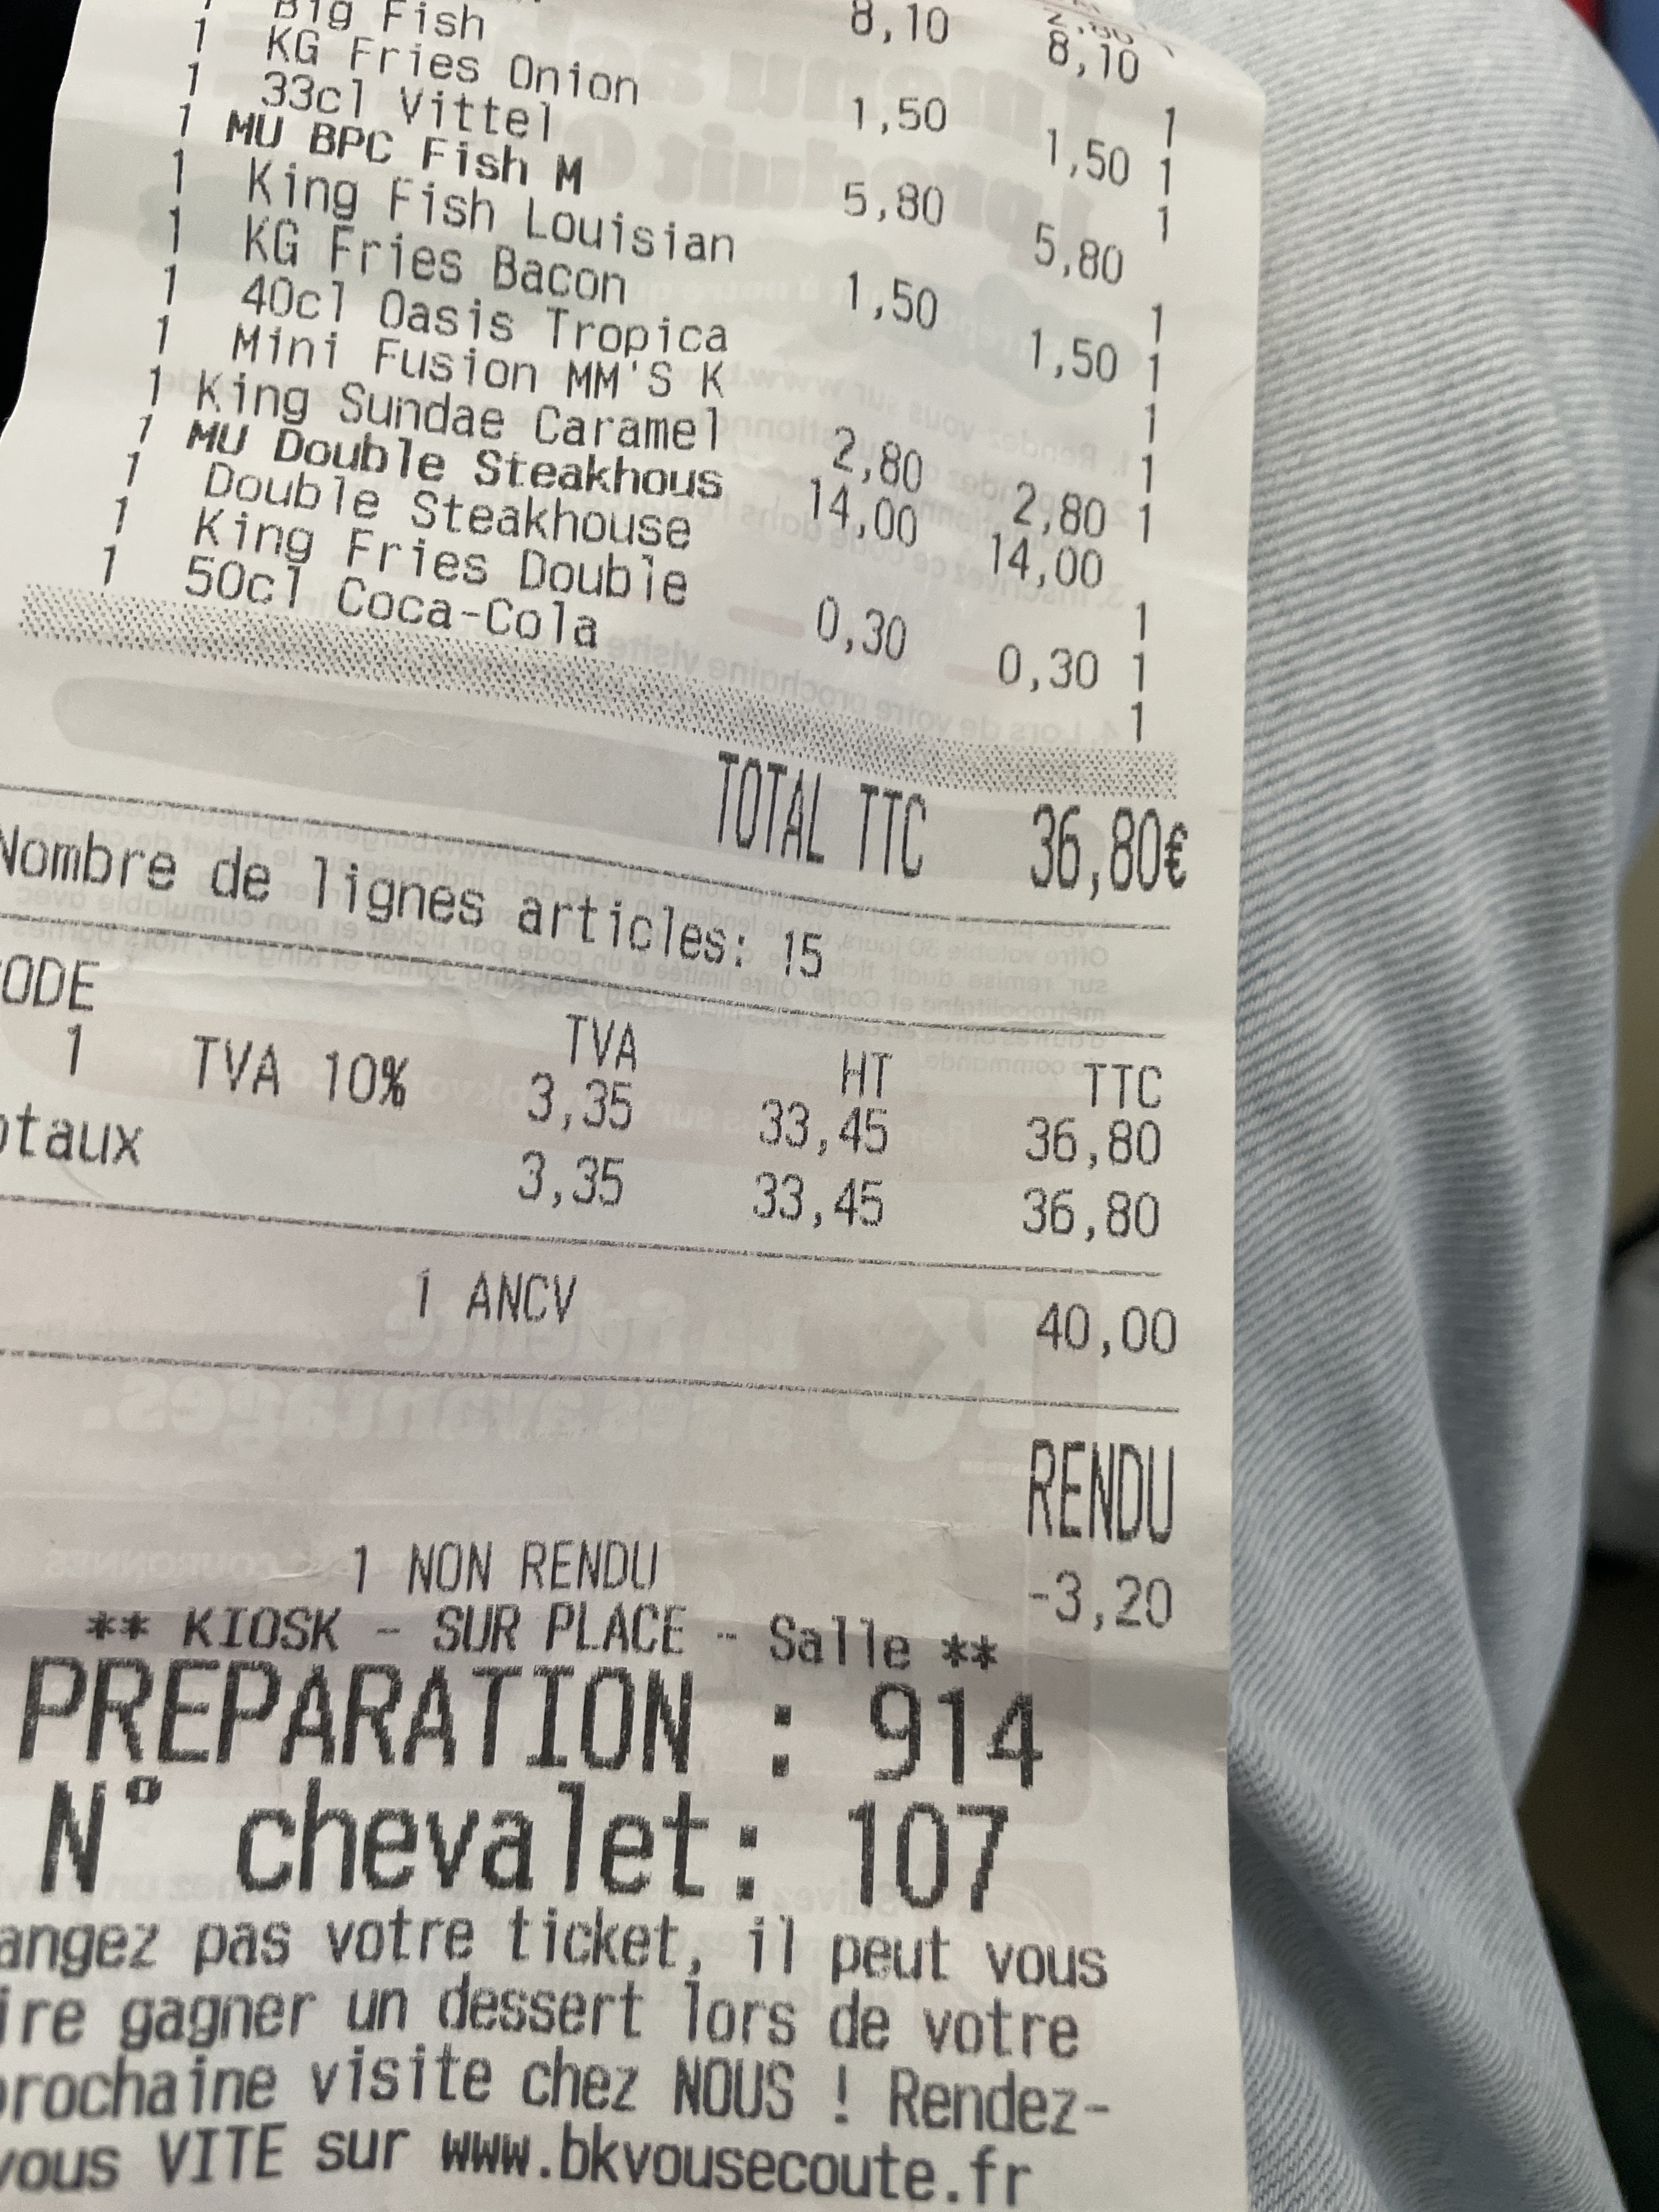 Big Fish 8,10 8,10 1
1 KG Fries Onion 1,50 1,50 1
1 33cl Vittel 1
1 MU BPC Fish M 5,80 5,80
1 King Fish Louisian 1
1 KG Fries Bacon 1,50 1,50 1
1 40cl Oasis Tropica 1
1 Mini Fusion MM'S K 1
1 King Sundae Caramel 2,80 2,80 1
1 MU Double Steakhous 14,00 14,00
1 Double Steakhouse 1
1 King Fries Double 0,30 0,30 1
1 50cl Coca-Cola 1
TOTAL TTC 36,80€
Nombre de lignes articles: 15
ODE TVA HT TTC
1 TVA 10% 3,35 33,45 36,80
otaux 3,35 33,45 36,80
1 ANCV 40,00
RENDU
1 NON RENDU -3,20
** KIOSK - SUR PLACE - Salle **
PREPARATION : 914
N° chevalet: 107
angez pas votre ticket, il peut vous
ire gagner un dessert lors de votre
prochaine visite chez NOUS ! Rendez-
vous VITE sur www.bkvousecoute.fr